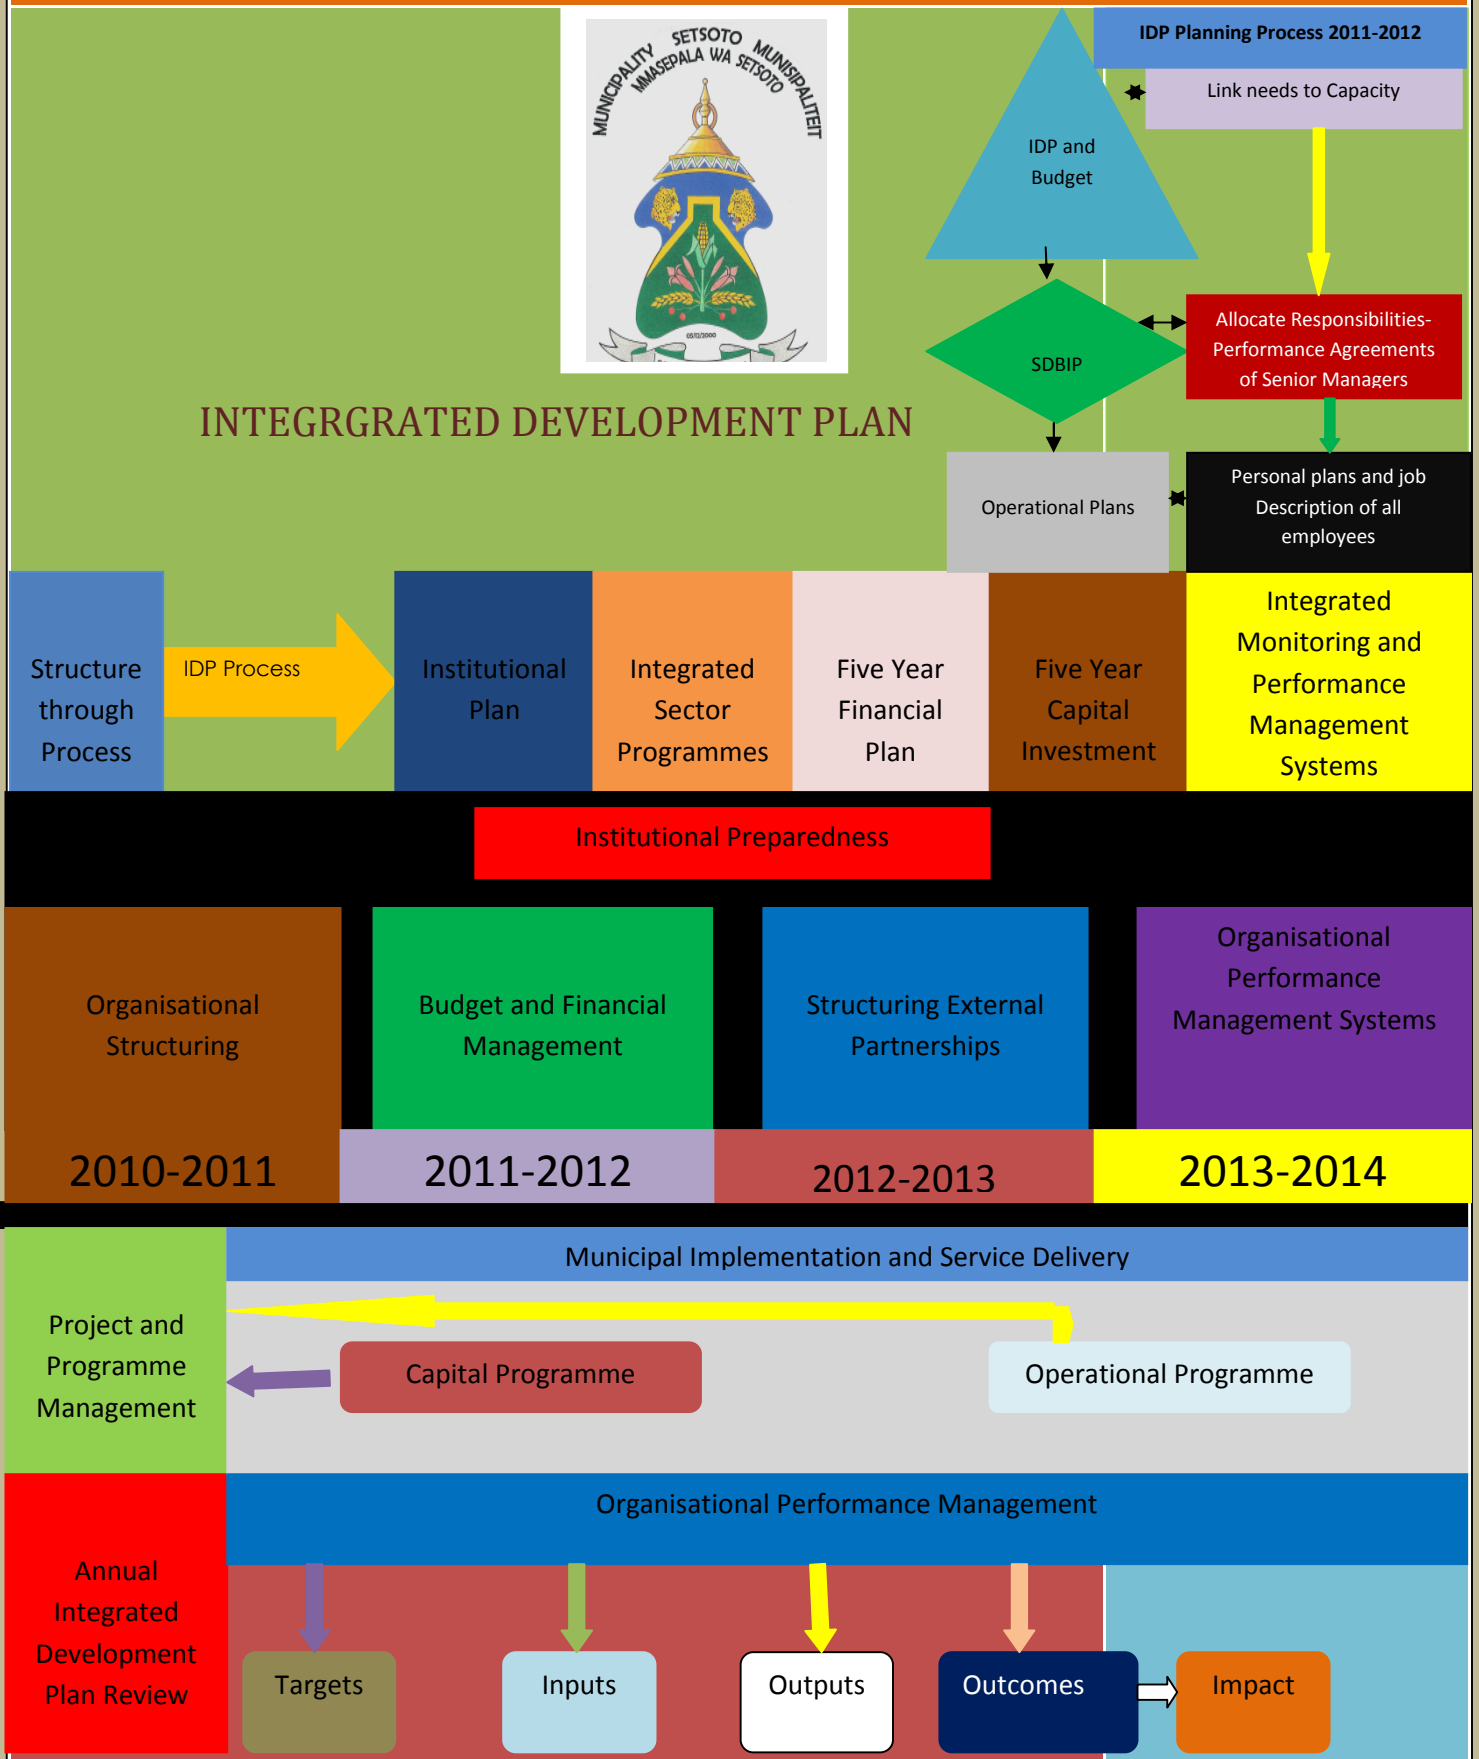 SETSOTO
MUNICIPALITY MUNISIPALITEIT
MMASEPALA WA SETSOTO
05/12/2000
INTEGRGRATED DEVELOPMENT PLAN
IDP Planning Process 2011-2012
Link needs to Capacity
IDP and
Budget
SDBIP
Allocate Responsibilities-
Performance Agreements
of Senior Managers
Operational Plans
Personal plans and job
Description of all
employees
Structure
through
Process
IDP Process
Institutional
Plan
Integrated
Sector
Programmes
Five Year
Financial
Plan
Five Year
Capital
Investment
Integrated
Monitoring and
Performance
Management
Systems
Institutional Preparedness
Organisational
Structuring
Budget and Financial
Management
Structuring External
Partnerships
Organisational
Performance
Management Systems
2010-2011
2011-2012
2012-2013
2013-2014
Project and
Programme
Management
Municipal Implementation and Service Delivery
Capital Programme
Operational Programme
Annual
Integrated
Development
Plan Review
Organisational Performance Management
Targets
Inputs
Outputs
Outcomes
Impact